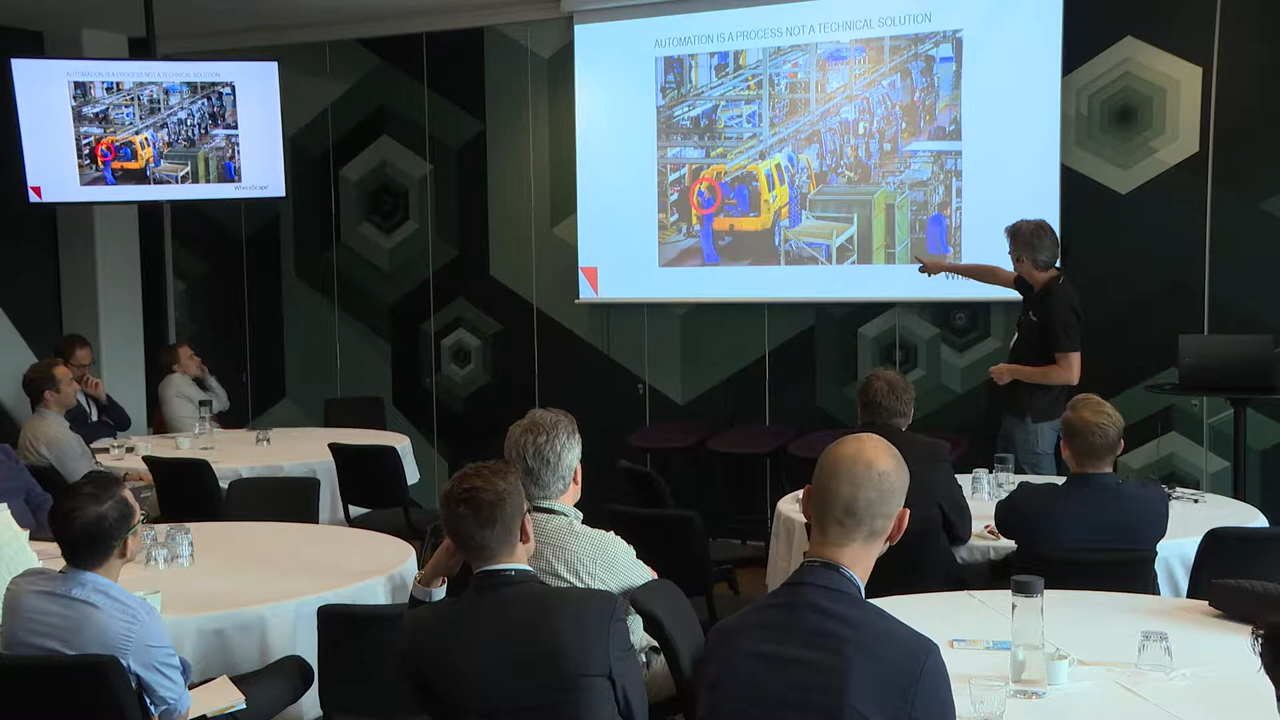 AUTOMATION IS A PROCESS NOT A TECHNICAL SOLUTION
AUTOMATION IS A PROCESS NOT A TECHNICAL SOLUTION
WhereScape